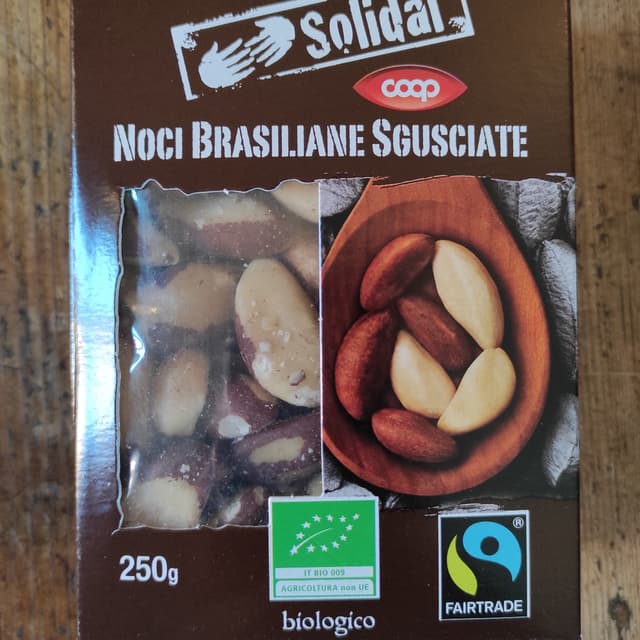 Solidal
coop
NOCI BRASILIANE SGUSCIATE
250g
IT BIO 009
AGRICOLTURA non UE
biologico
®
FAIRTRADE